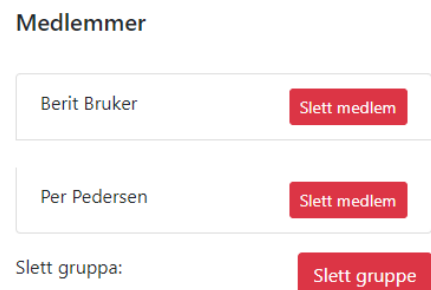 Medlemmer
Berit Bruker Slett medlem
Per Pedersen Slett medlem
Slett gruppa: Slett gruppe